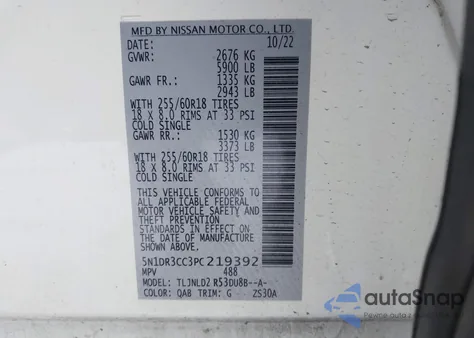 MFD BY NISSAN MOTOR CO., LTD.
DATE: 10/22
GVWR: 2676 KG
5900 LB
GAWR FR.: 1335 KG
2943 LB
WITH 255/60R18 TIRES
18 X 8.0 RIMS AT 33 PSI
COLD SINGLE
GAWR RR.: 1530 KG
3373 LB
WITH 255/60R18 TIRES
18 X 8.0 RIMS AT 33 PSI
COLD SINGLE
THIS VEHICLE CONFORMS TO
ALL APPLICABLE FEDERAL
MOTOR VEHICLE SAFETY AND
THEFT PREVENTION
STANDARDS IN EFFECT ON
THE DATE OF MANUFACTURE
SHOWN ABOVE.
5N1DR3CC3PC219392
MPV 488
MODEL: TLJNLD2 R53DU8B--A-
COLOR: QAB TRIM: G ZS30A
AutoSnap